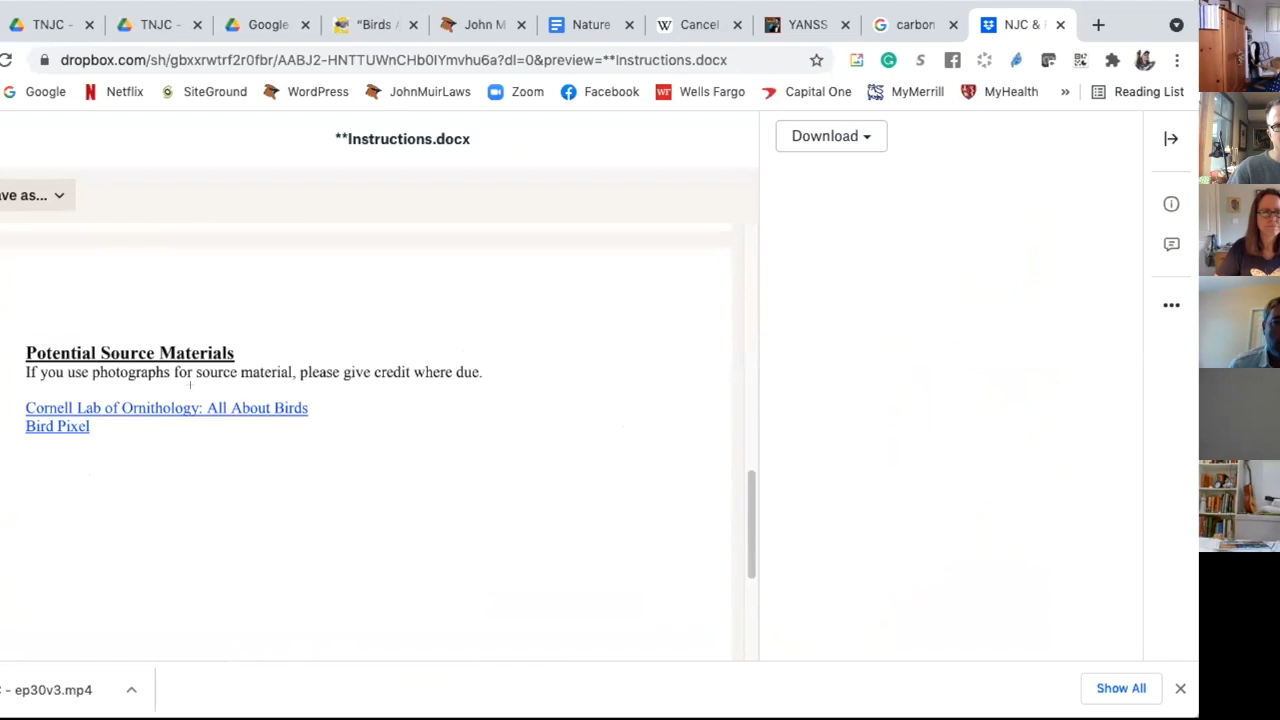 TNJC -
TNJC -
Google
"Birds
John M
Nature
Cancel
YANSS
carbon
NJC &
dropbox.com/sh/gbxxrwtrf2r0fbr/AABJ2-HNTTUWnCHb0IYmvhu6a?dl=0&preview=**Instructions.docx
Google
Netflix
SiteGround
WordPress
JohnMuirLaws
Zoom
Facebook
Wells Fargo
Capital One
MyMerrill
MyHealth
»
Reading List
**Instructions.docx
Download
ave as...
Potential Source Materials
If you use photographs for source material, please give credit where due.
Cornell Lab of Ornithology: All About Birds
Bird Pixel
- ep30v3.mp4
Show All